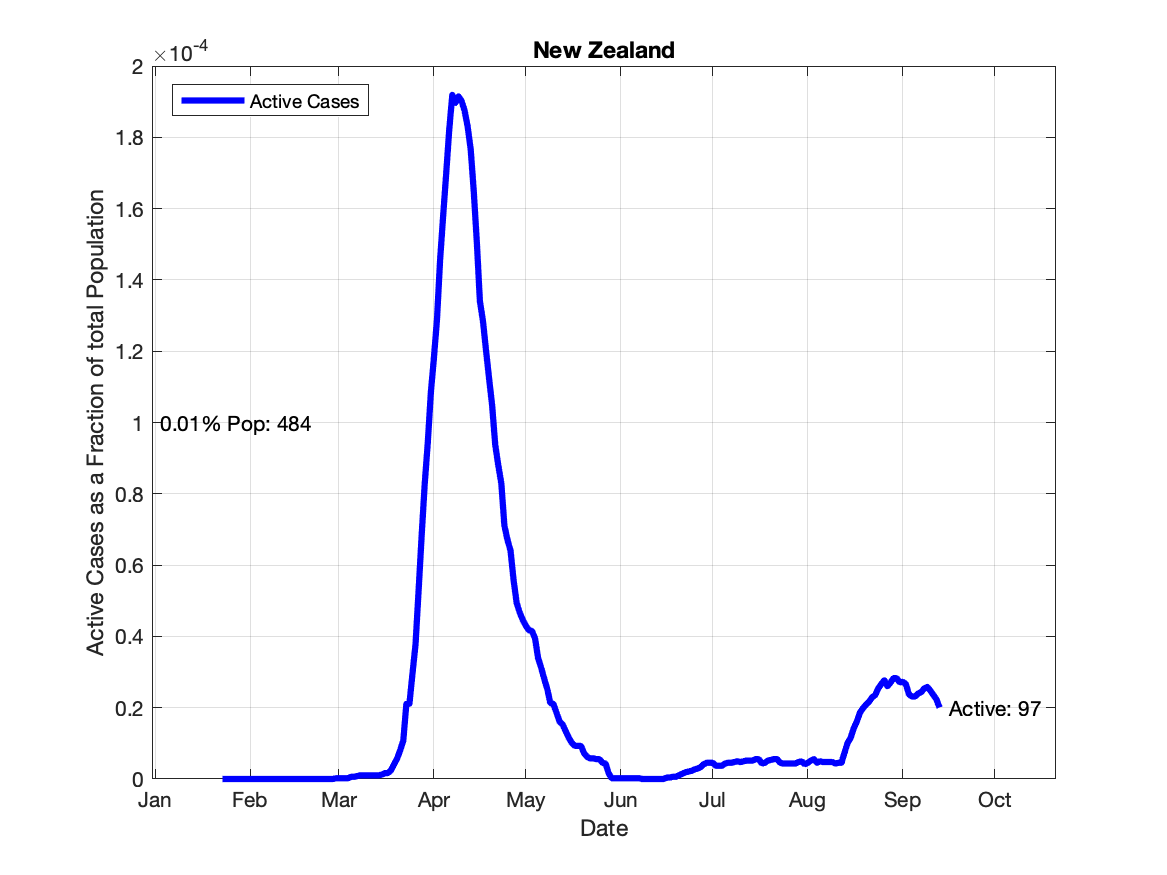 New Zealand
×10^-4
2
1.8
1.6
1.4
1.2
1
0.8
0.6
0.4
0.2
0
Active Cases as a Fraction of total Population
Active Cases
0.01% Pop: 484
Active: 97
Jan Feb Mar Apr May Jun Jul Aug Sep Oct
Date